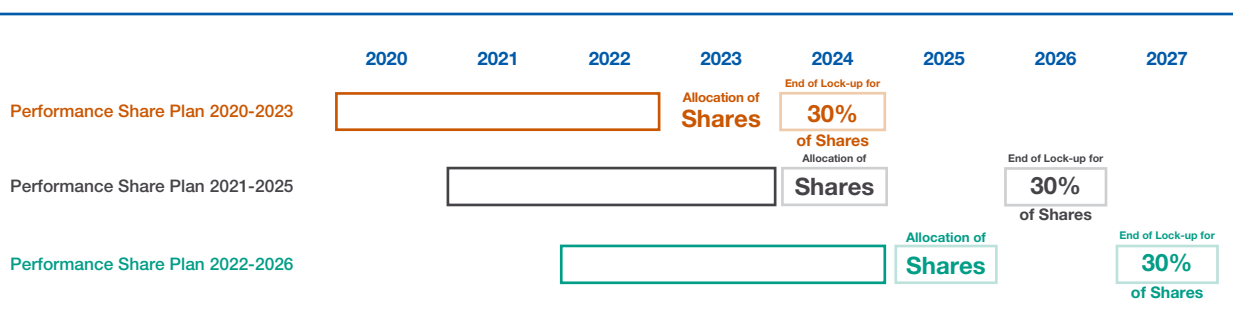 2020 2021 2022 2023 2024 2025 2026 2027
Performance Share Plan 2020-2023
Allocation of
Shares
End of Lock-up for
30%
of Shares
Performance Share Plan 2021-2025
Allocation of
Shares
End of Lock-up for
30%
of Shares
Performance Share Plan 2022-2026
Allocation of
Shares
End of Lock-up for
30%
of Shares